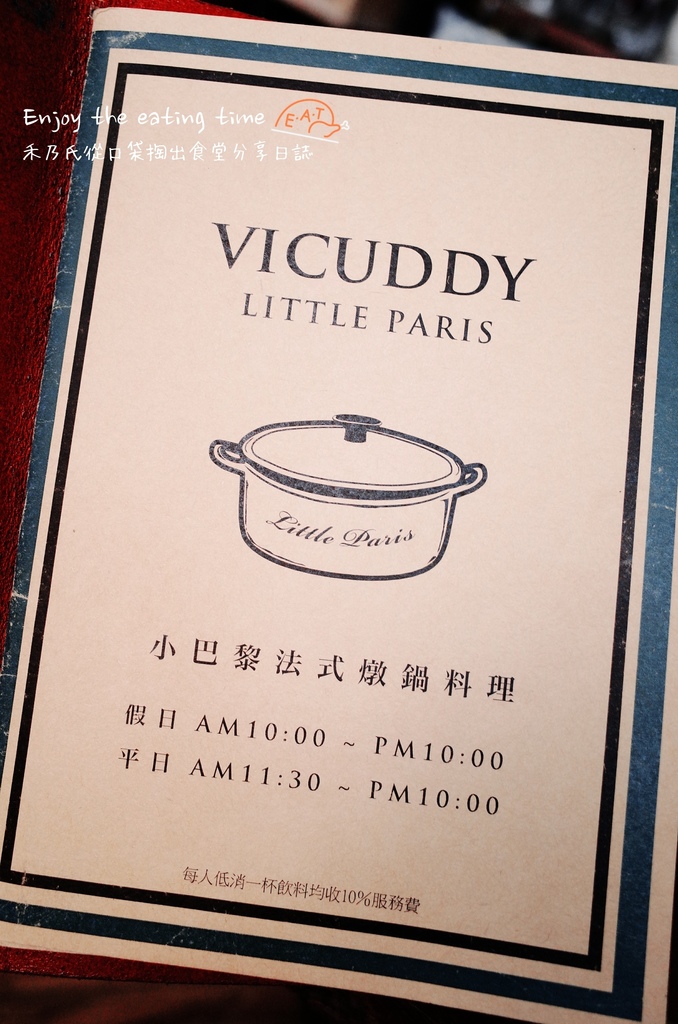 Enjoy the eating time
E.A.T
禾乃氏從口袋掏出食堂分享日誌
VICUDDY
LITTLE PARIS
Little Paris
小巴黎法式燉鍋料理
假日 AM10:00 ~ PM10:00
平日 AM11:30 ~ PM10:00
每人低消一杯飲料均收10%服務費